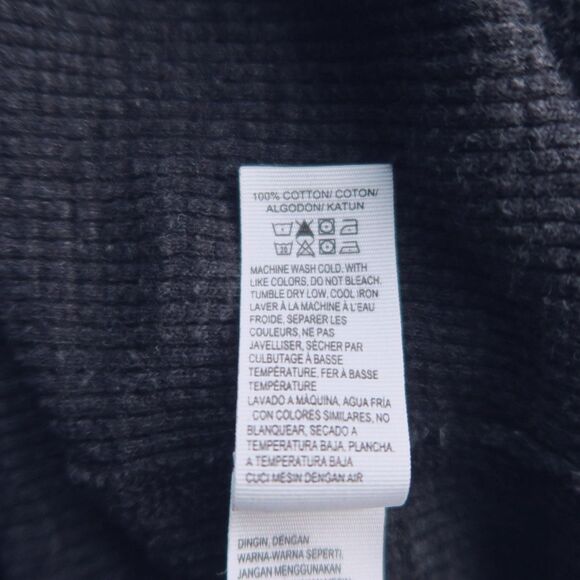 100% COTTON/ COTON/
ALGODON/ KATUN
30
MACHINE WASH COLD, WITH
LIKE COLORS, DO NOT BLEACH.
TUMBLE DRY LOW, COOL IRON
LAVER À LA MACHINE À L'EAU
FROIDE, SEPARER LES
COULEURS, NE PAS
JAVELLISER, SÉCHER PAR
CULBUTAGE À BASSE
TEMPÉRATURE, FER À BASSE
TEMPÉRATURE
LAVADO A MÁQUINA, AGUA FRÍA
, CON COLORES SIMILARES, NO
BLANQUEAR, SECADO A
TEMPERATURA BAJA, PLANCHA
A TEMPERATURA BAJA
CUCI MESIN DENGAN AIR
DINGIN, DENGAN
WARNA-WARNA SEPERTI,
JANGAN MENGGUNAKAN